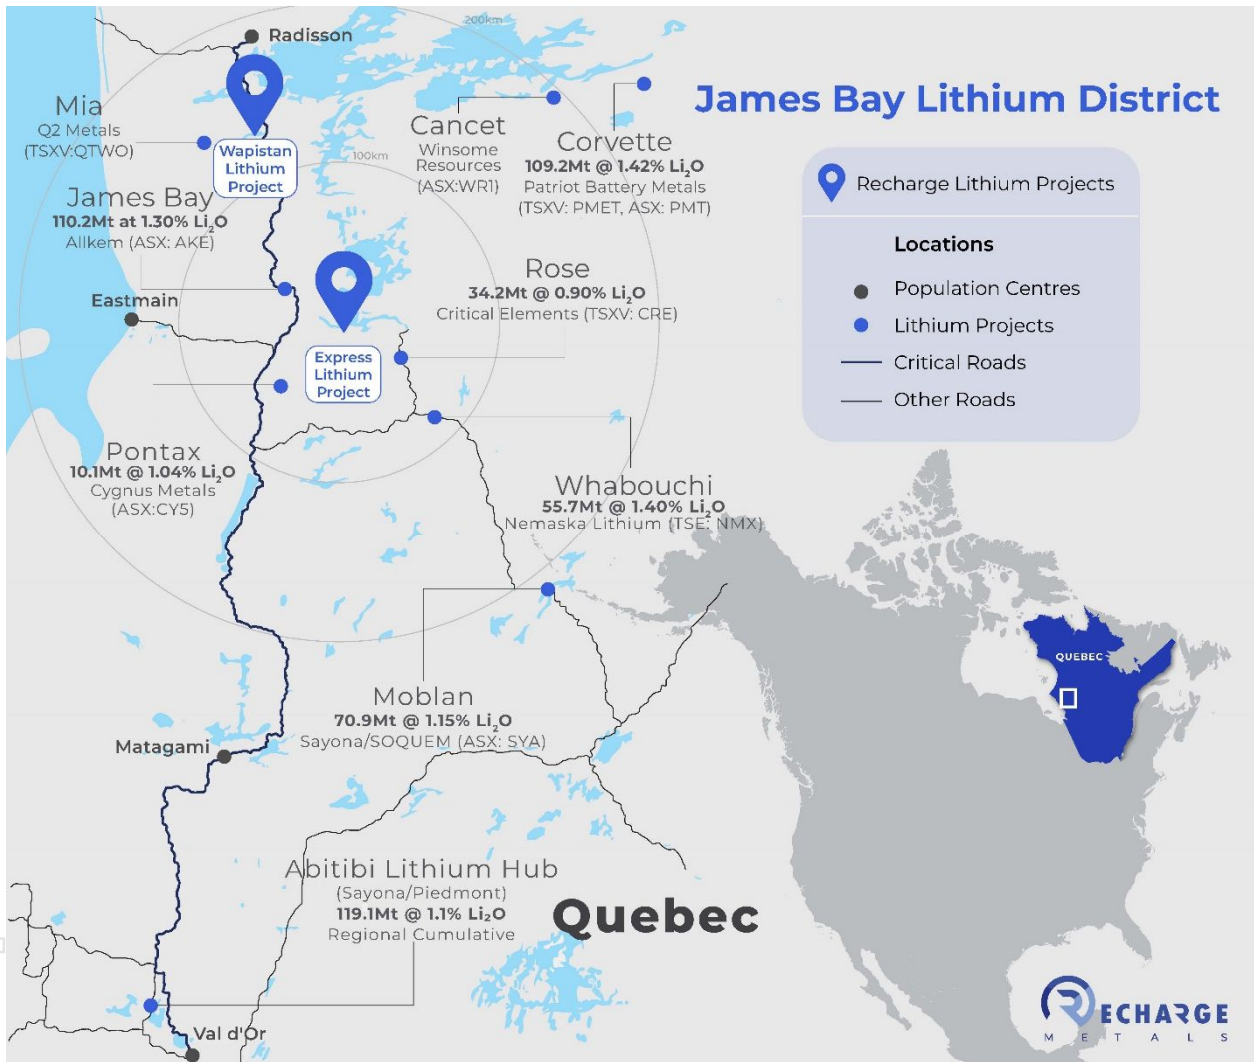 Radisson
200km
James Bay Lithium District
Mia
Q2 Metals
(TSXV:QTWO)
Wapistan
Lithium
Project
Cancet
Winsome
Resources
(ASX:WR1)
Corvette
109.2Mt @ 1.42% Li₂O
Patriot Battery Metals
(TSXV: PMET, ASX: PMT)
100km
James Bay
110.2Mt at 1.30% Li₂O
Allkem (ASX: AKE)
Recharge Lithium Projects
Locations
Population Centres
Lithium Projects
Critical Roads
Other Roads
Rose
34.2Mt @ 0.90% Li₂O
Critical Elements (TSXV: CRE)
Eastmain
Express
Lithium
Project
Pontax
10.1Mt @ 1.04% Li₂O
Cygnus Metals
(ASX:CY5)
Whabouchi
55.7Mt @ 1.40% Li₂O
Nemaska Lithium (TSE: NMX)
QUEBEC
Moblan
70.9Mt @ 1.15% Li₂O
Sayona/SOQUEM (ASX: SYA)
Matagami
Abitibi Lithium Hub
(Sayona/Piedmont)
119.1Mt @ 1.1% Li₂O
Regional Cumulative
Quebec
Val d'Or
RECHARGE
METALS